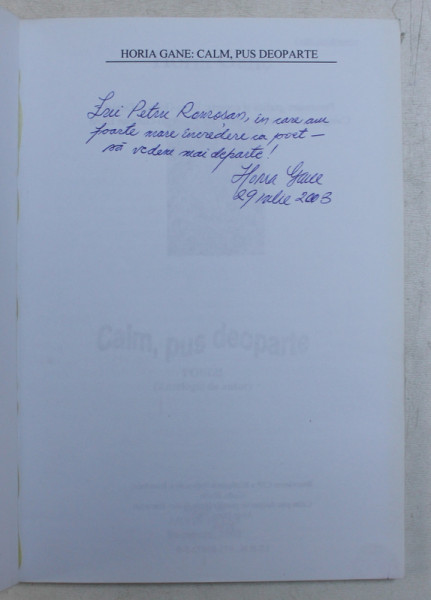 HORIA GANE: CALM, PUS DEOPARTE
Lui Petru Romoșan, în care am
foarte mare încredere ca poet –
să vedem mai departe!
Horia Gane
29 iulie 2003
Calm, pus deoparte